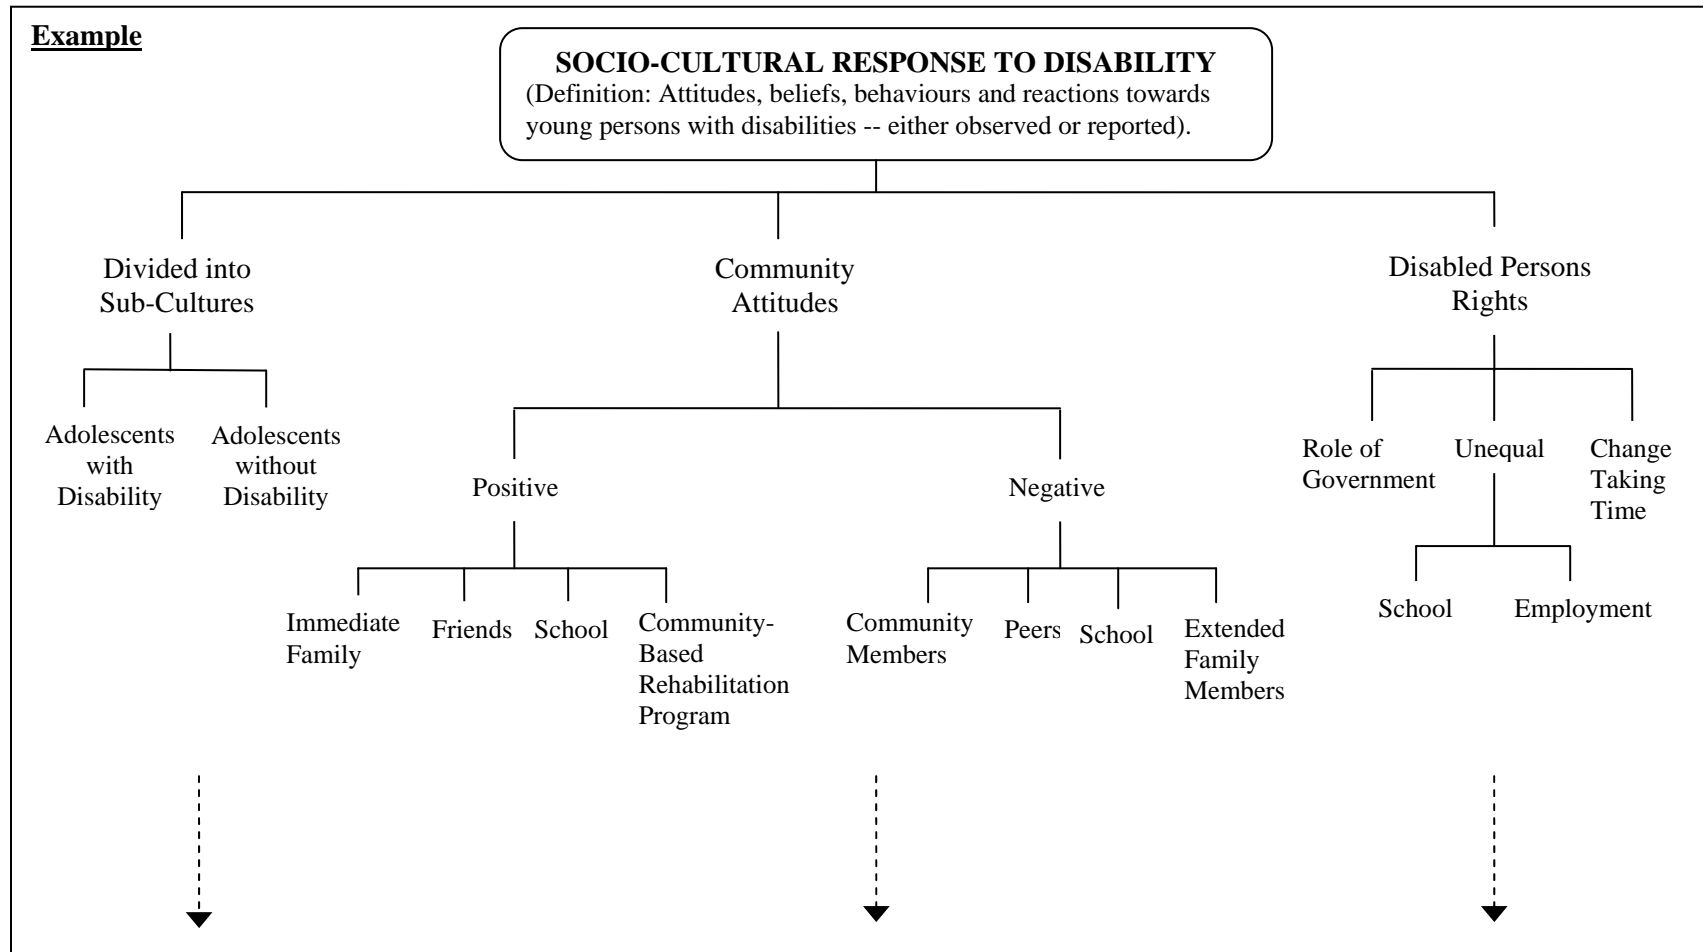 Example
SOCIO-CULTURAL RESPONSE TO DISABILITY
(Definition: Attitudes, beliefs, behaviours and reactions towards
young persons with disabilities -- either observed or reported).
Divided into
Sub-Cultures
Community
Attitudes
Disabled Persons
Rights
Adolescents
with
Disability
Adolescents
without
Disability
Positive
Negative
Role of
Government
Unequal
Change
Taking
Time
Immediate
Family
Friends
School
Community-
Based
Rehabilitation
Program
Community
Members
Peers
School
Extended
Family
Members
School
Employment